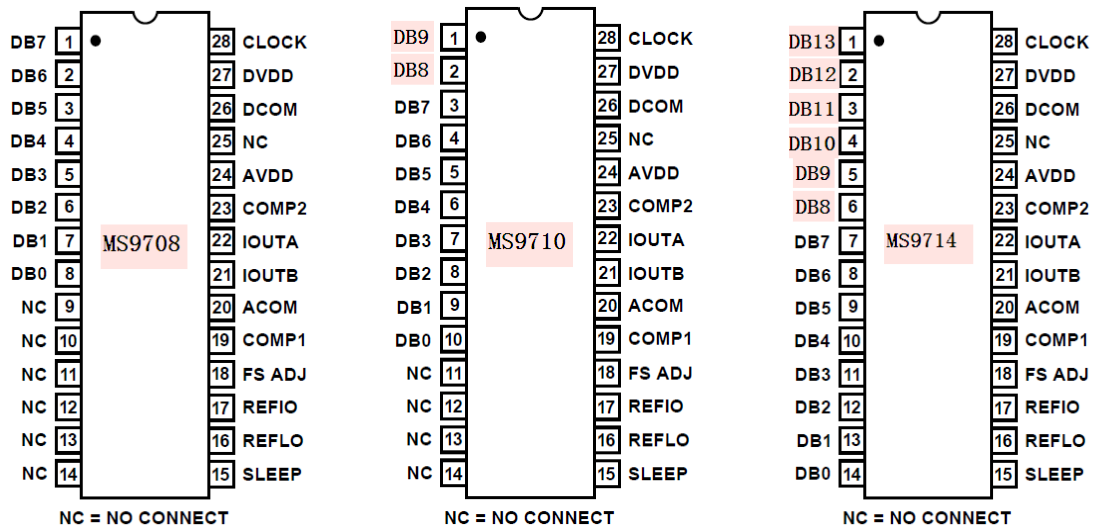 DB7 1 28 CLOCK
DB6 2 27 DVDD
DB5 3 26 DCOM
DB4 4 25 NC
DB3 5 24 AVDD
DB2 6 23 COMP2
DB1 7 22 IOUTA
DB0 8 21 IOUTB
NC 9 20 ACOM
NC 10 19 COMP1
NC 11 18 FS ADJ
NC 12 17 REFIO
NC 13 16 REFLO
NC 14 15 SLEEP
MS9708
NC = NO CONNECT
DB9 1 28 CLOCK
DB8 2 27 DVDD
DB7 3 26 DCOM
DB6 4 25 NC
DB5 5 24 AVDD
DB4 6 23 COMP2
DB3 7 22 IOUTA
DB2 8 21 IOUTB
DB1 9 20 ACOM
DB0 10 19 COMP1
NC 11 18 FS ADJ
NC 12 17 REFIO
NC 13 16 REFLO
NC 14 15 SLEEP
MS9710
NC = NO CONNECT
DB13 1 28 CLOCK
DB12 2 27 DVDD
DB11 3 26 DCOM
DB10 4 25 NC
DB9 5 24 AVDD
DB8 6 23 COMP2
DB7 7 22 IOUTA
DB6 8 21 IOUTB
DB5 9 20 ACOM
DB4 10 19 COMP1
DB3 11 18 FS ADJ
DB2 12 17 REFIO
DB1 13 16 REFLO
DB0 14 15 SLEEP
MS9714
NC = NO CONNECT